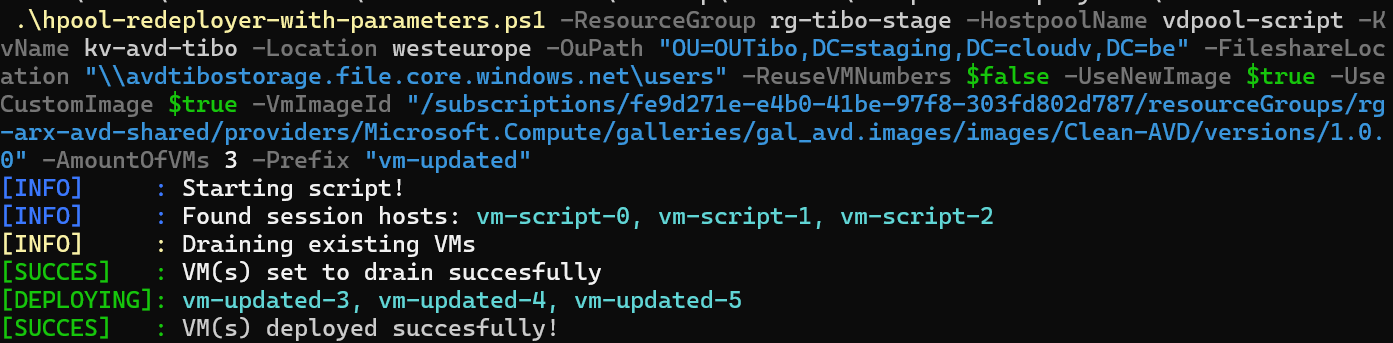 .\hpool-redeployer-with-parameters.ps1 -ResourceGroup rg-tibo-stage -HostpoolName vdpool-script -K
vName kv-avd-tibo -Location westeurope -OuPath "OU=OUTibo,DC=staging,DC=cloudv,DC=be" -FileshareLoc
ation "\\avdtibostorage.file.core.windows.net\users" -ReuseVMNumbers $false -UseNewImage $true -Use
CustomImage $true -VmImageId "/subscriptions/fe9d271e-e4b0-41be-97f8-303fd802d787/resourceGroups/rg
-arx-avd-shared/providers/Microsoft.Compute/galleries/gal_avd.images/images/Clean-AVD/versions/1.0.
0" -AmountOfVMs 3 -Prefix "vm-updated"
[INFO]     : Starting script!
[INFO]     : Found session hosts: vm-script-0, vm-script-1, vm-script-2
[INFO]     : Draining existing VMs
[SUCCES]   : VM(s) set to drain succesfully
[DEPLOYING]: vm-updated-3, vm-updated-4, vm-updated-5
[SUCCES]   : VM(s) deployed succesfully!